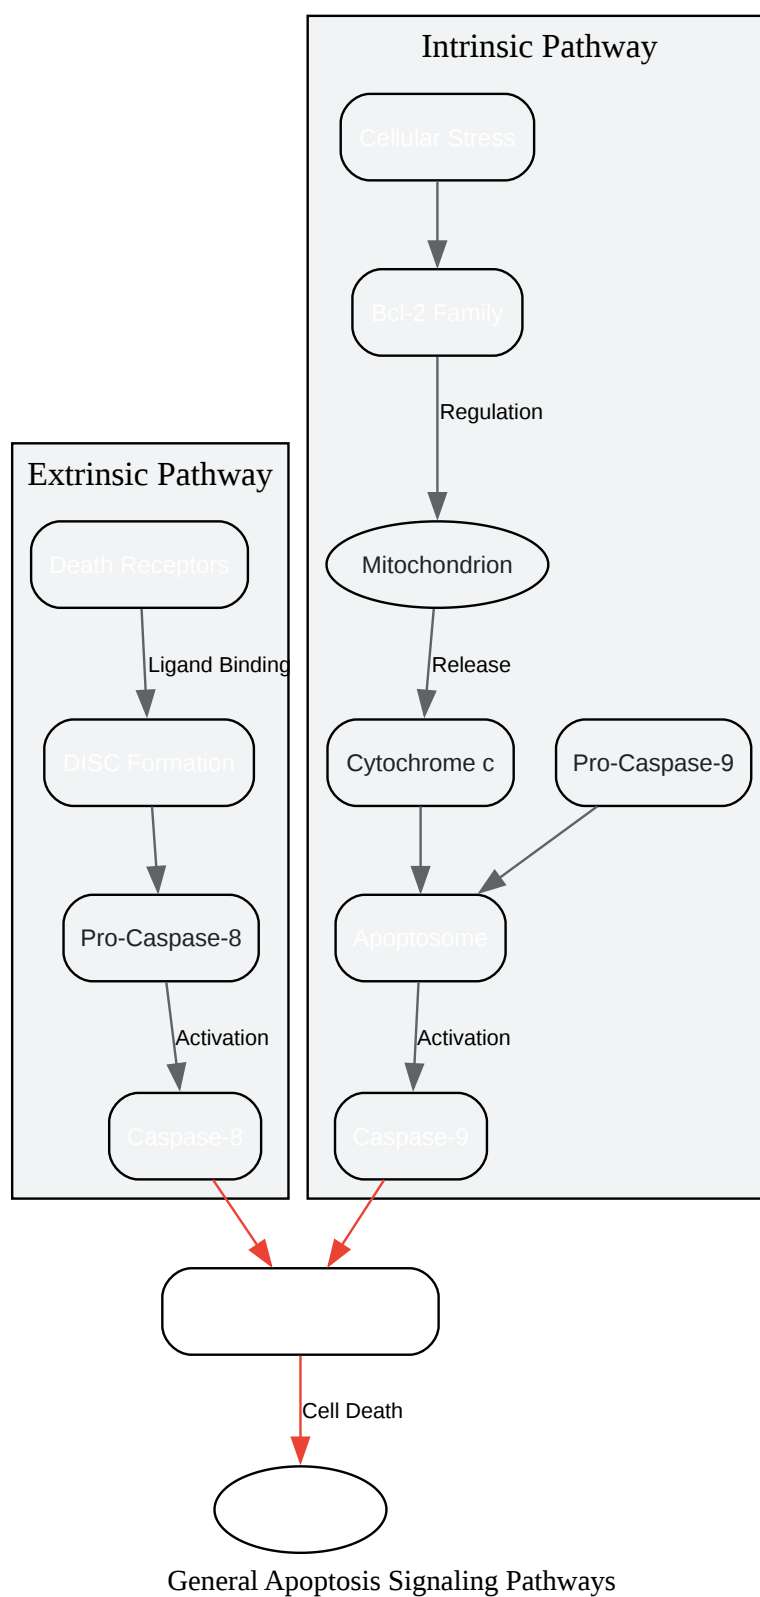 Intrinsic Pathway
Cellular Stress
Bcl-2 Family
Regulation
Extrinsic Pathway
Death Receptors
Mitochondrion
Ligand Binding
Release
DISC Formation
Cytochrome c
Pro-Caspase-9
Pro-Caspase-8
Apoptosome
Activation
Activation
Caspase-8
Caspase-9
Cell Death
General Apoptosis Signaling Pathways